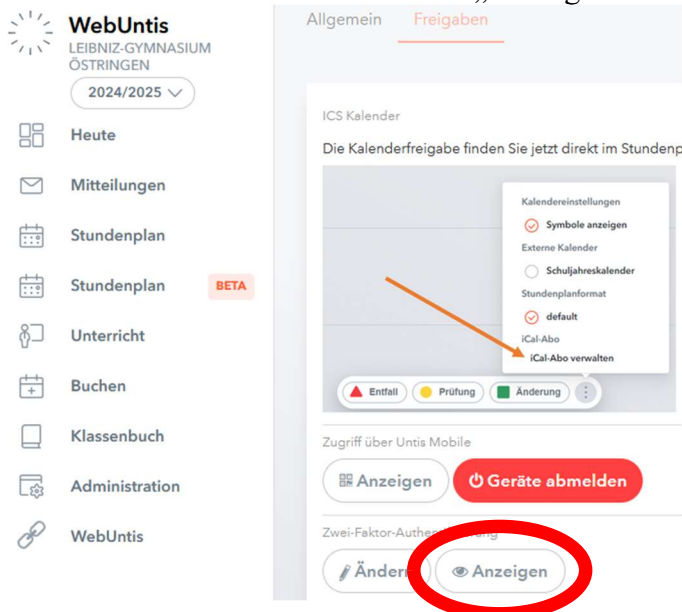 WebUntis
LEIBNIZ-GYMNASIUM
ÖSTRINGEN
2024/2025
Heute
Mitteilungen
Stundenplan
Stundenplan BETA
Unterricht
Buchen
Klassenbuch
Administration
WebUntis
Allgemein Freigaben
ICS Kalender
Die Kalenderfreigabe finden Sie jetzt direkt im Stundenp
Kalendereinstellungen
Symbole anzeigen
Externe Kalender
Schuljahreskalender
Stundenplanformat
default
iCal-Abo
iCal-Abo verwalten
Entfall Prüfung Änderung
Zugriff über Untis Mobile
Anzeigen Geräte abmelden
Zwei-Faktor-Authe rung
Änder Anzeigen